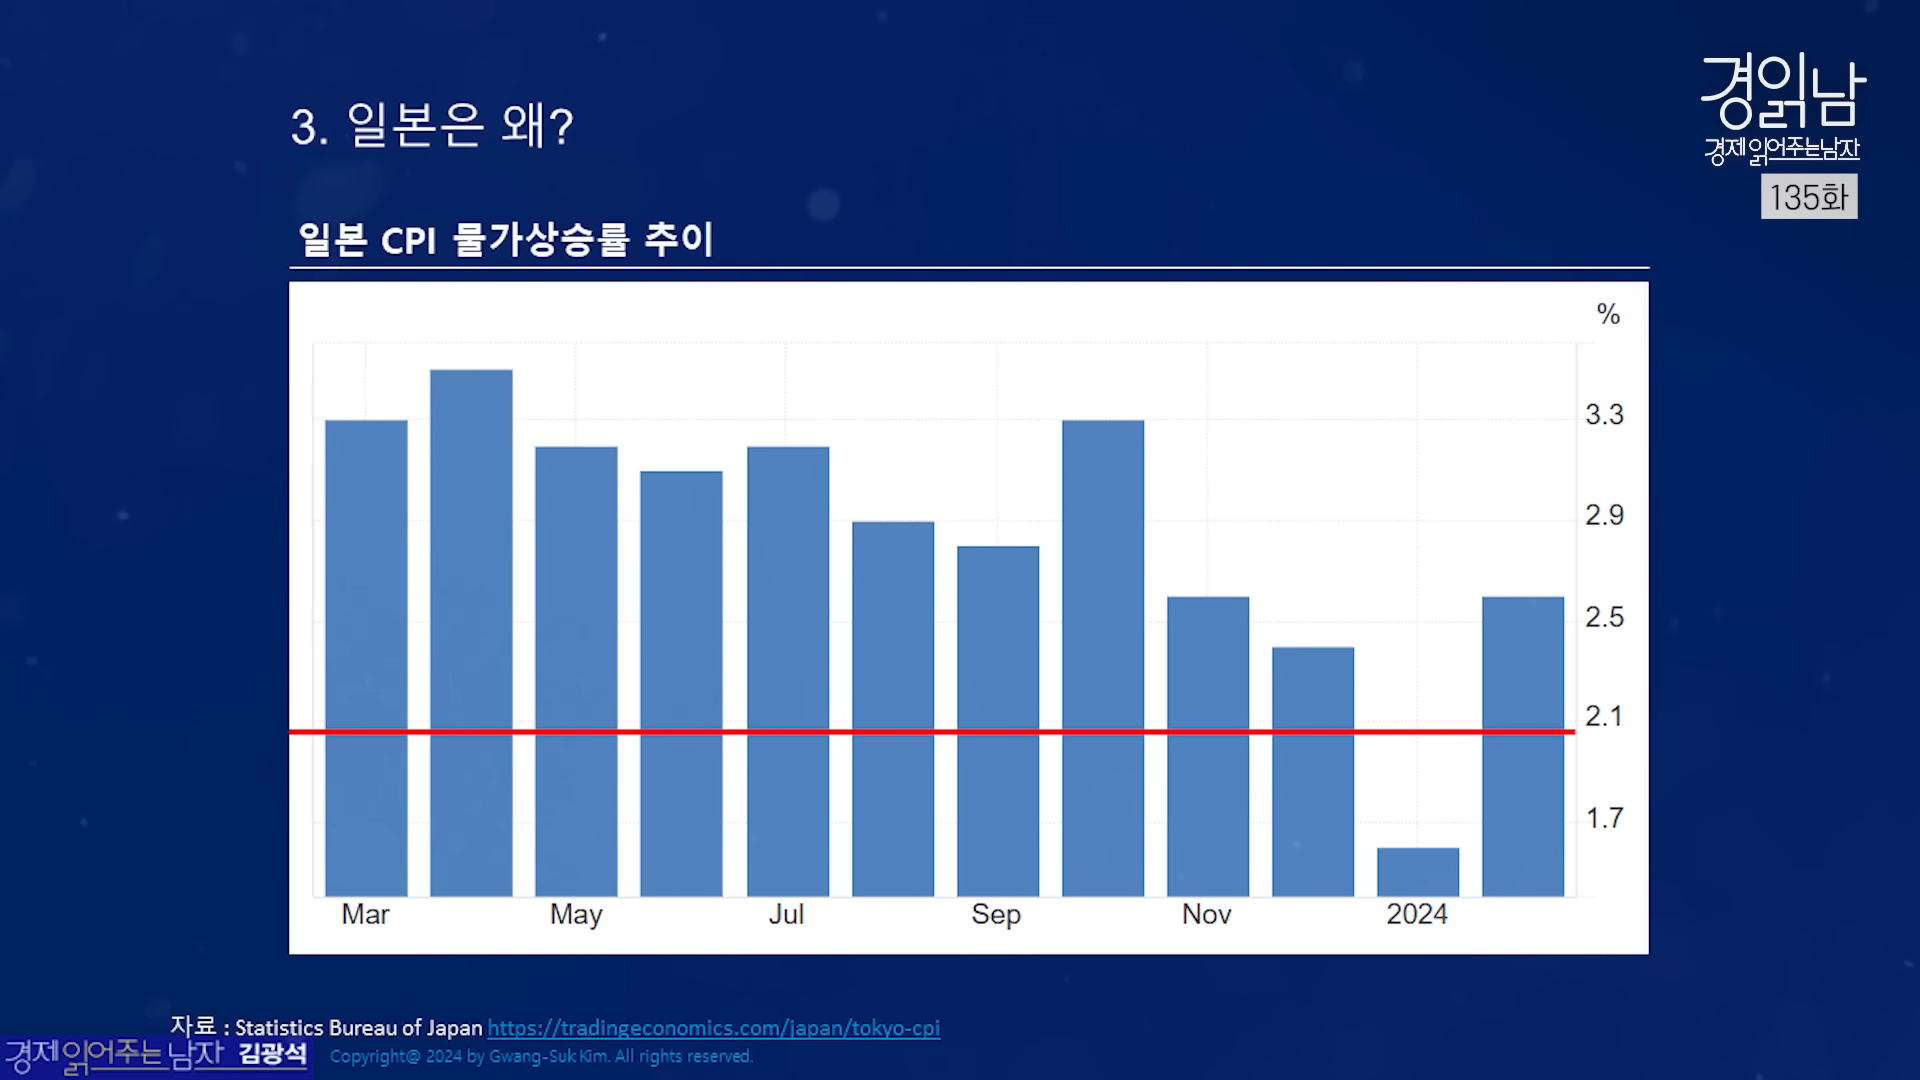 경읽남
경제 읽어주는남자
135화
3. 일본은 왜?
일본 CPI 물가상승률 추이
%
3.3
2.9
2.5
2.1
1.7
Mar May Jul Sep Nov 2024
자료 : Statistics Bureau of Japan https://tradingeconomics.com/japan/tokyo-cpi
경제 읽어주는 남자 김광석 Copyright@ 2024 by Gwang-Suk Kim. All rights reserved.